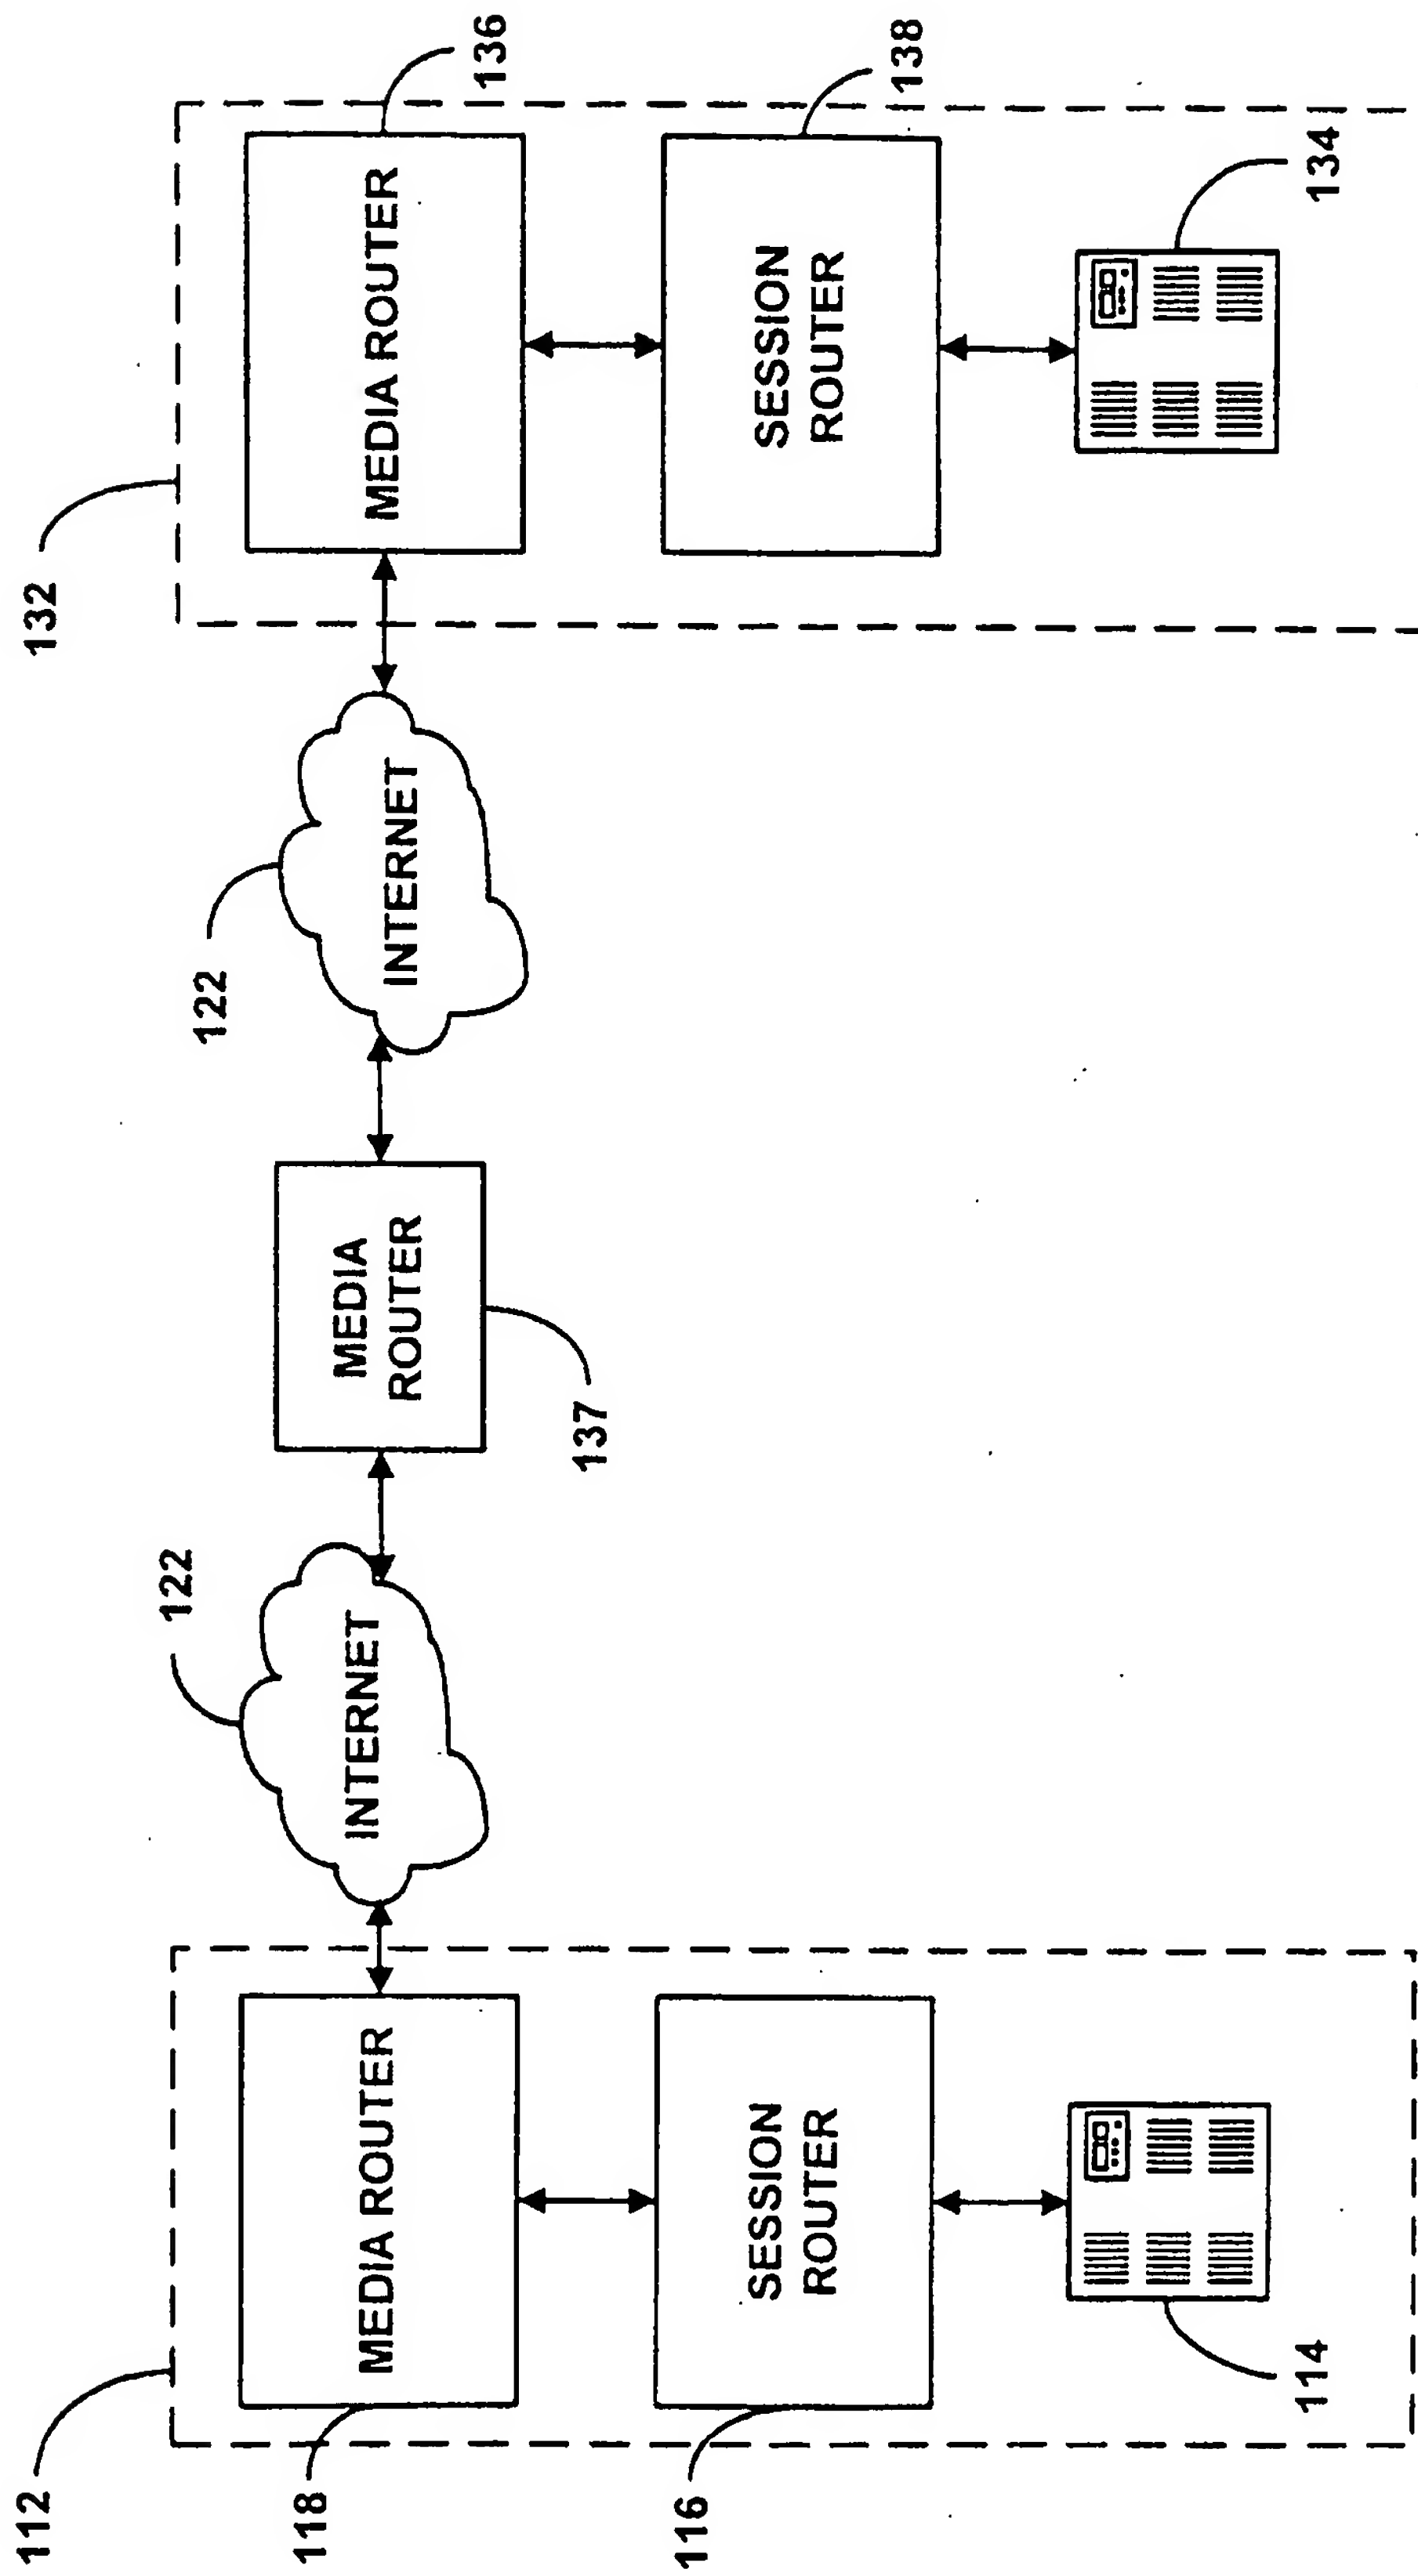 112
118
MEDIA ROUTER
116
SESSION
ROUTER
114
122
INTERNET
MEDIA
ROUTER
137
122
INTERNET
132
136
MEDIA ROUTER
138
SESSION
ROUTER
134